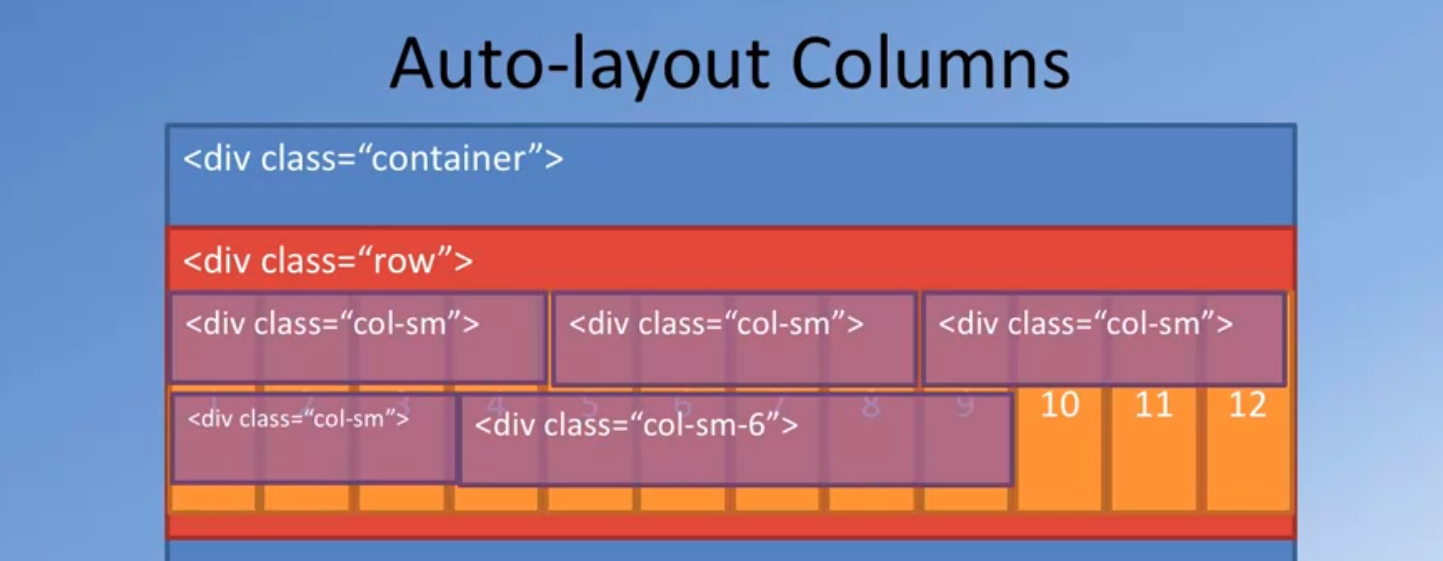 Auto-layout Columns
<div class=“container”>
<div class=“row”>
<div class=“col-sm”> <div class=“col-sm”> <div class=“col-sm”>
1 2 3 4 5 6 7 8 9 10 11 12
<div class=“col-sm”> <div class=“col-sm-6”>